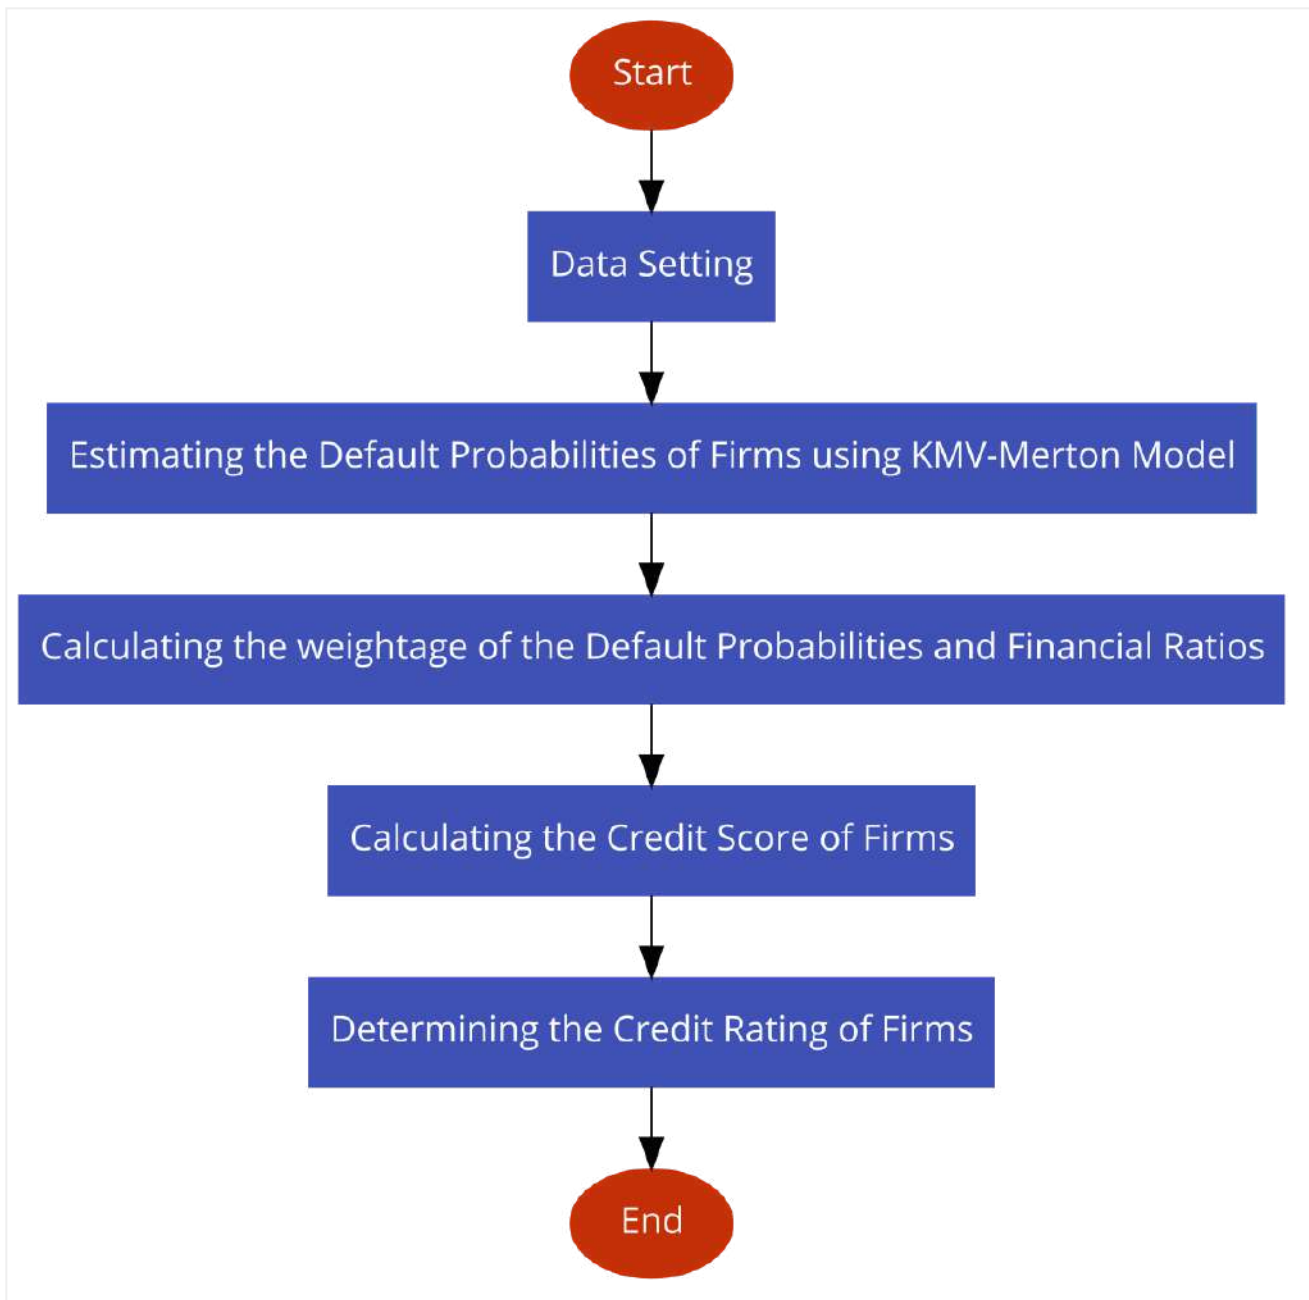 Start
Data Setting
Estimating the Default Probabilities of Firms using KMV-Merton Model
Calculating the weightage of the Default Probabilities and Financial Ratios
Calculating the Credit Score of Firms
Determining the Credit Rating of Firms
End